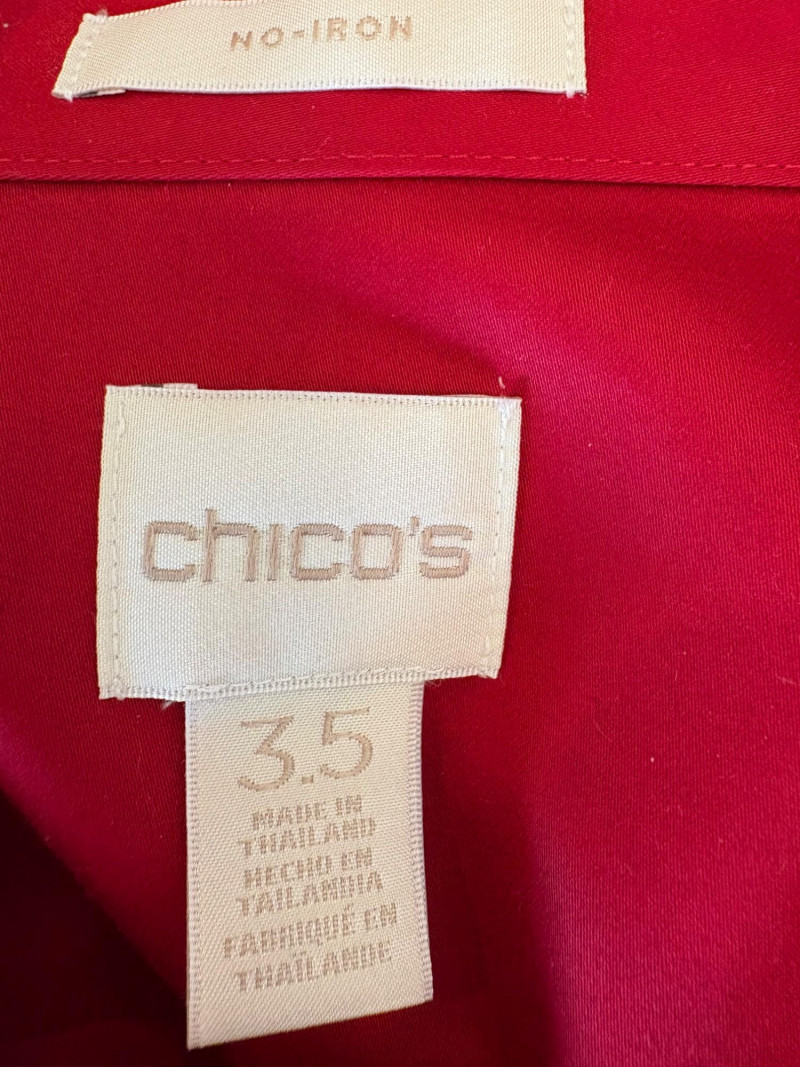 NO-IRON
chico's
3.5
MADE IN
THAILAND
HECHO EN
TAILANDIA
FABRIQUÉ EN
THAÏLANDE